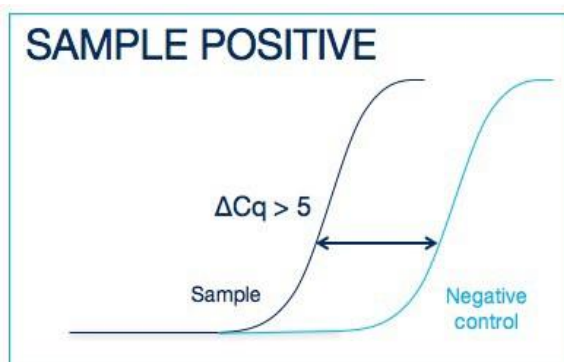 SAMPLE POSITIVE
ΔCq > 5
Sample
Negative
control